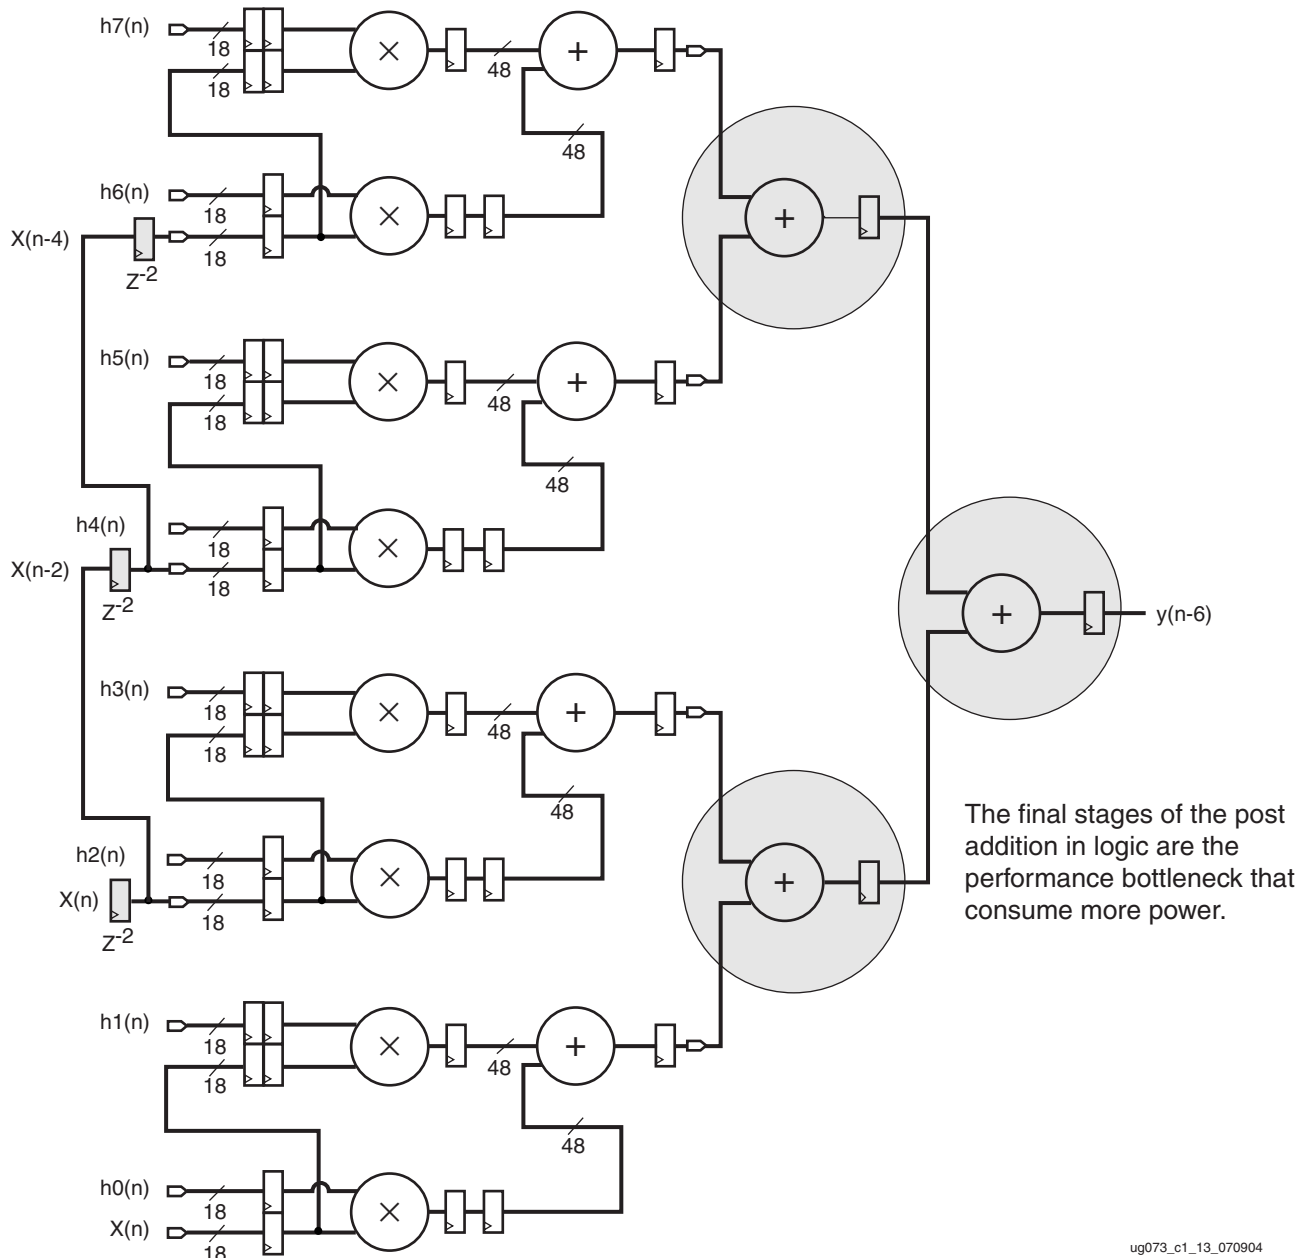 h7(n)
18
18
×
48
+
48
h6(n)
18
×
X(n-4)
18
Z-2
+
h5(n)
18
18
×
48
+
48
h4(n)
18
×
X(n-2)
18
Z-2
+
y(n-6)
h3(n)
18
18
×
48
+
48
h2(n)
18
×
X(n)
18
Z-2
+
The final stages of the post
addition in logic are the
performance bottleneck that
consume more power.
h1(n)
18
18
×
48
+
48
h0(n)
18
×
X(n)
18
ug073_c1_13_070904